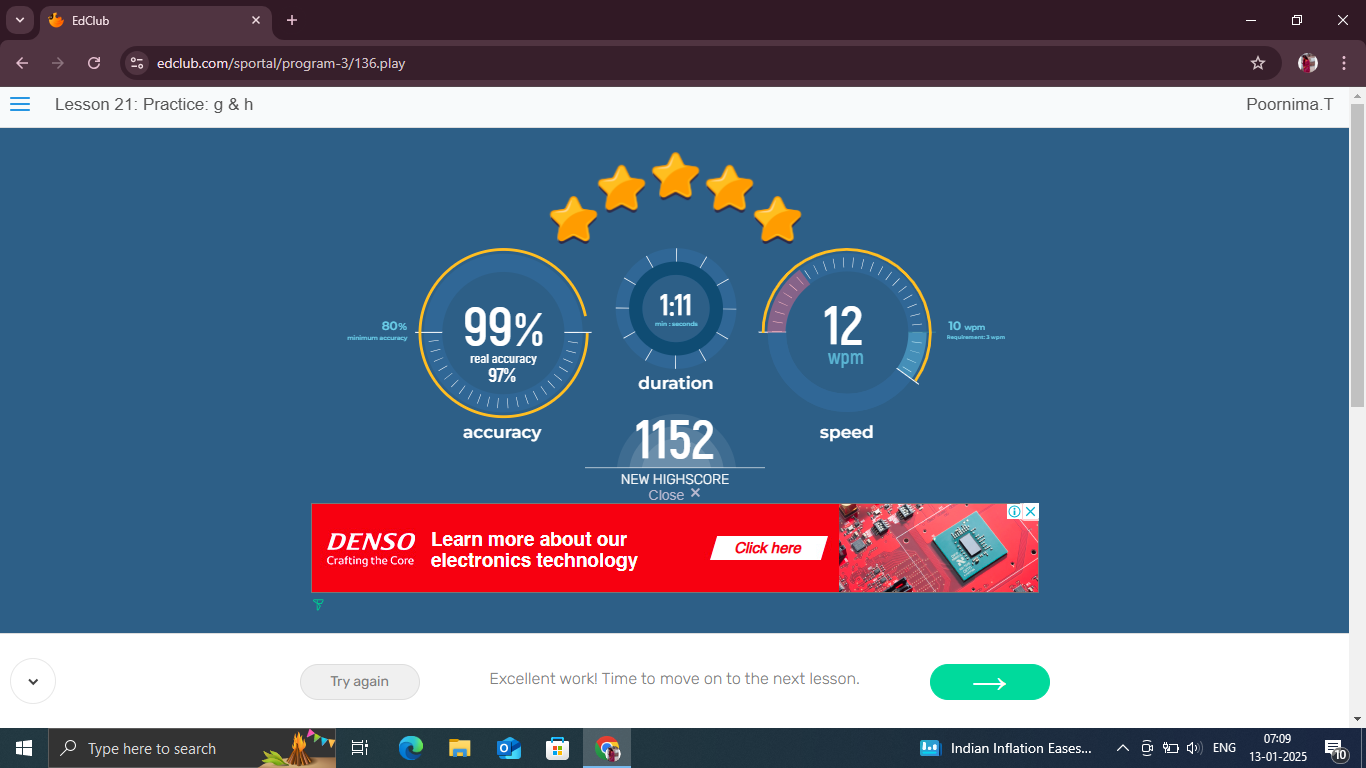 EdClub
edclub.com/sportal/program-3/136.play
Lesson 21: Practice: g & h
Poornima.T
80%
minimum accuracy
99%
real accuracy
97%
accuracy
1:11
min : seconds
duration
12
wpm
speed
10 wpm
Requirement: 3 wpm
1152
NEW HIGHSCORE
Close
DENSO
Crafting the Core
Learn more about our
electronics technology
Click here
Try again
Excellent work! Time to move on to the next lesson.
Type here to search
Indian Inflation Eases...
ENG
07:09
13-01-2025
10